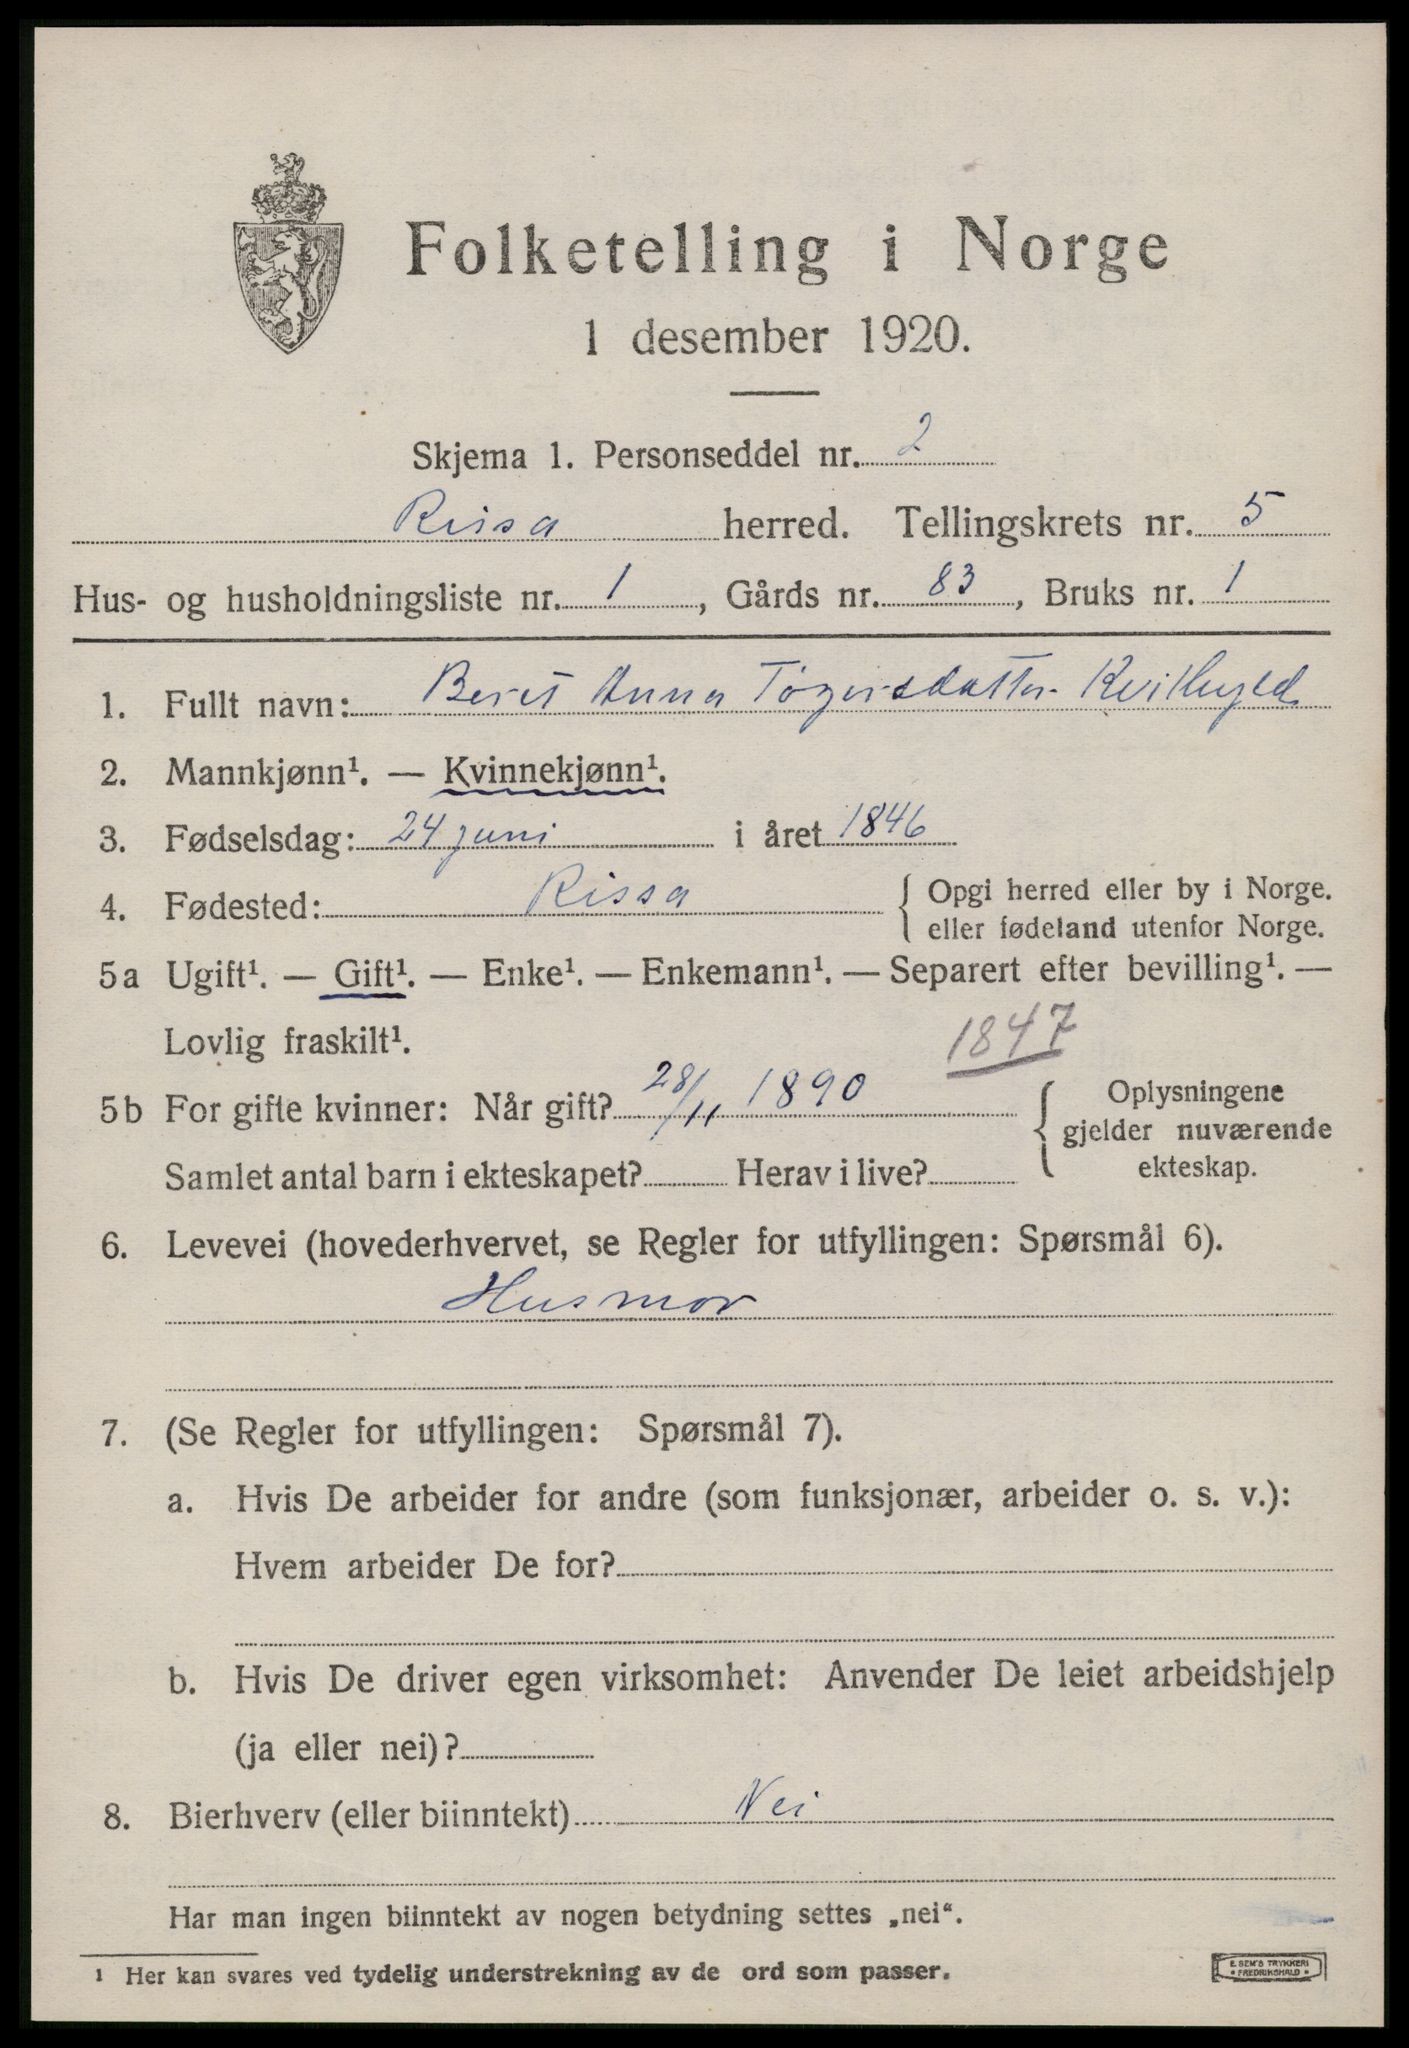 Folketelling i Norge
1 desember 1920.
Skjema 1. Personseddel nr. 2
Rissa herred. Tellingskrets nr. 5
Hus- og husholdningsliste nr. 1, Gårds nr. 83, Bruks nr. 1
1. Fullt navn: Beret Anna Tøgersdatter
2. Mannkjønn¹. — Kvinnekjønn¹.
3. Fødselsdag: 24 juni i året 1846
4. Fødested: Rissa { Opgi herred eller by i Norge.
eller fødeland utenfor Norge.
5a Ugift¹. — Gift¹. — Enke¹. — Enkemann¹. — Separert efter bevilling¹. —
Lovlig fraskilt¹.
1847
5b For gifte kvinner: Når gift? 28/11 1890
Oplysningene
gjelder nuværende
ekteskap.
Samlet antal barn i ekteskapet? Herav i live?
6. Levevei (hovederhvervet, se Regler for utfyllingen: Spørsmål 6).
Husmor
7. (Se Regler for utfyllingen: Spørsmål 7).
a. Hvis De arbeider for andre (som funksjonær, arbeider o. s. v.):
Hvem arbeider De for?
b. Hvis De driver egen virksomhet: Anvender De leiet arbeidshjelp
(ja eller nei)?
8. Bierhverv (eller biinntekt) Nei
Har man ingen biinntekt av nogen betydning settes „nei“.
¹ Her kan svares ved tydelig understrekning av de ord som passer.
E. SEM'S TRYKKERI
• FREDRIKSHALD •